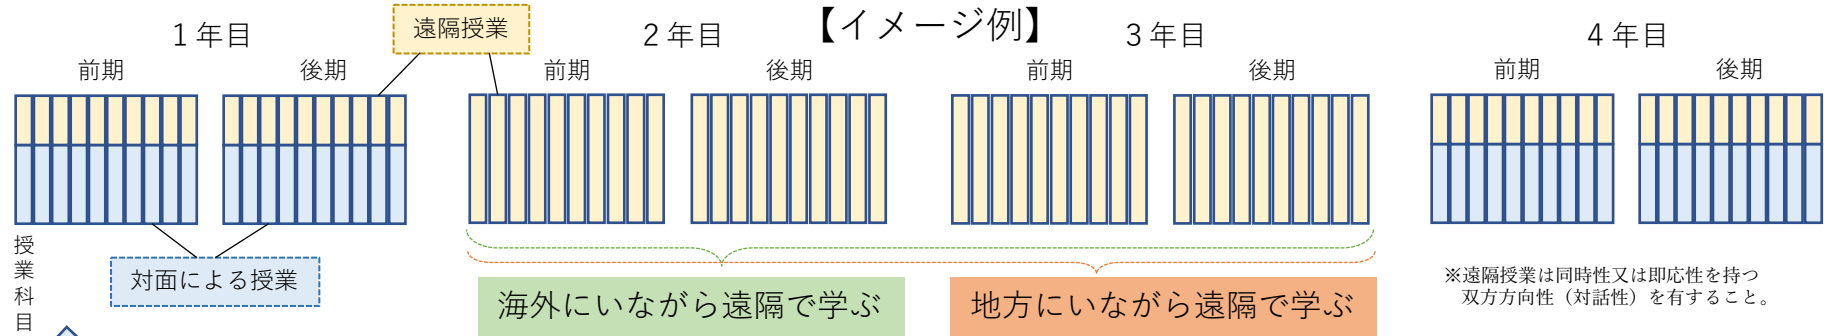 【イメージ例】
1年目
遠隔授業
2年目
3年目
4年目
前期
後期
前期
後期
前期
後期
前期
後期
授業科目
対面による授業
海外にいながら遠隔で学ぶ
地方にいながら遠隔で学ぶ
※遠隔授業は同時性又は即応性を持つ
双方方向性（対話性）を有すること。